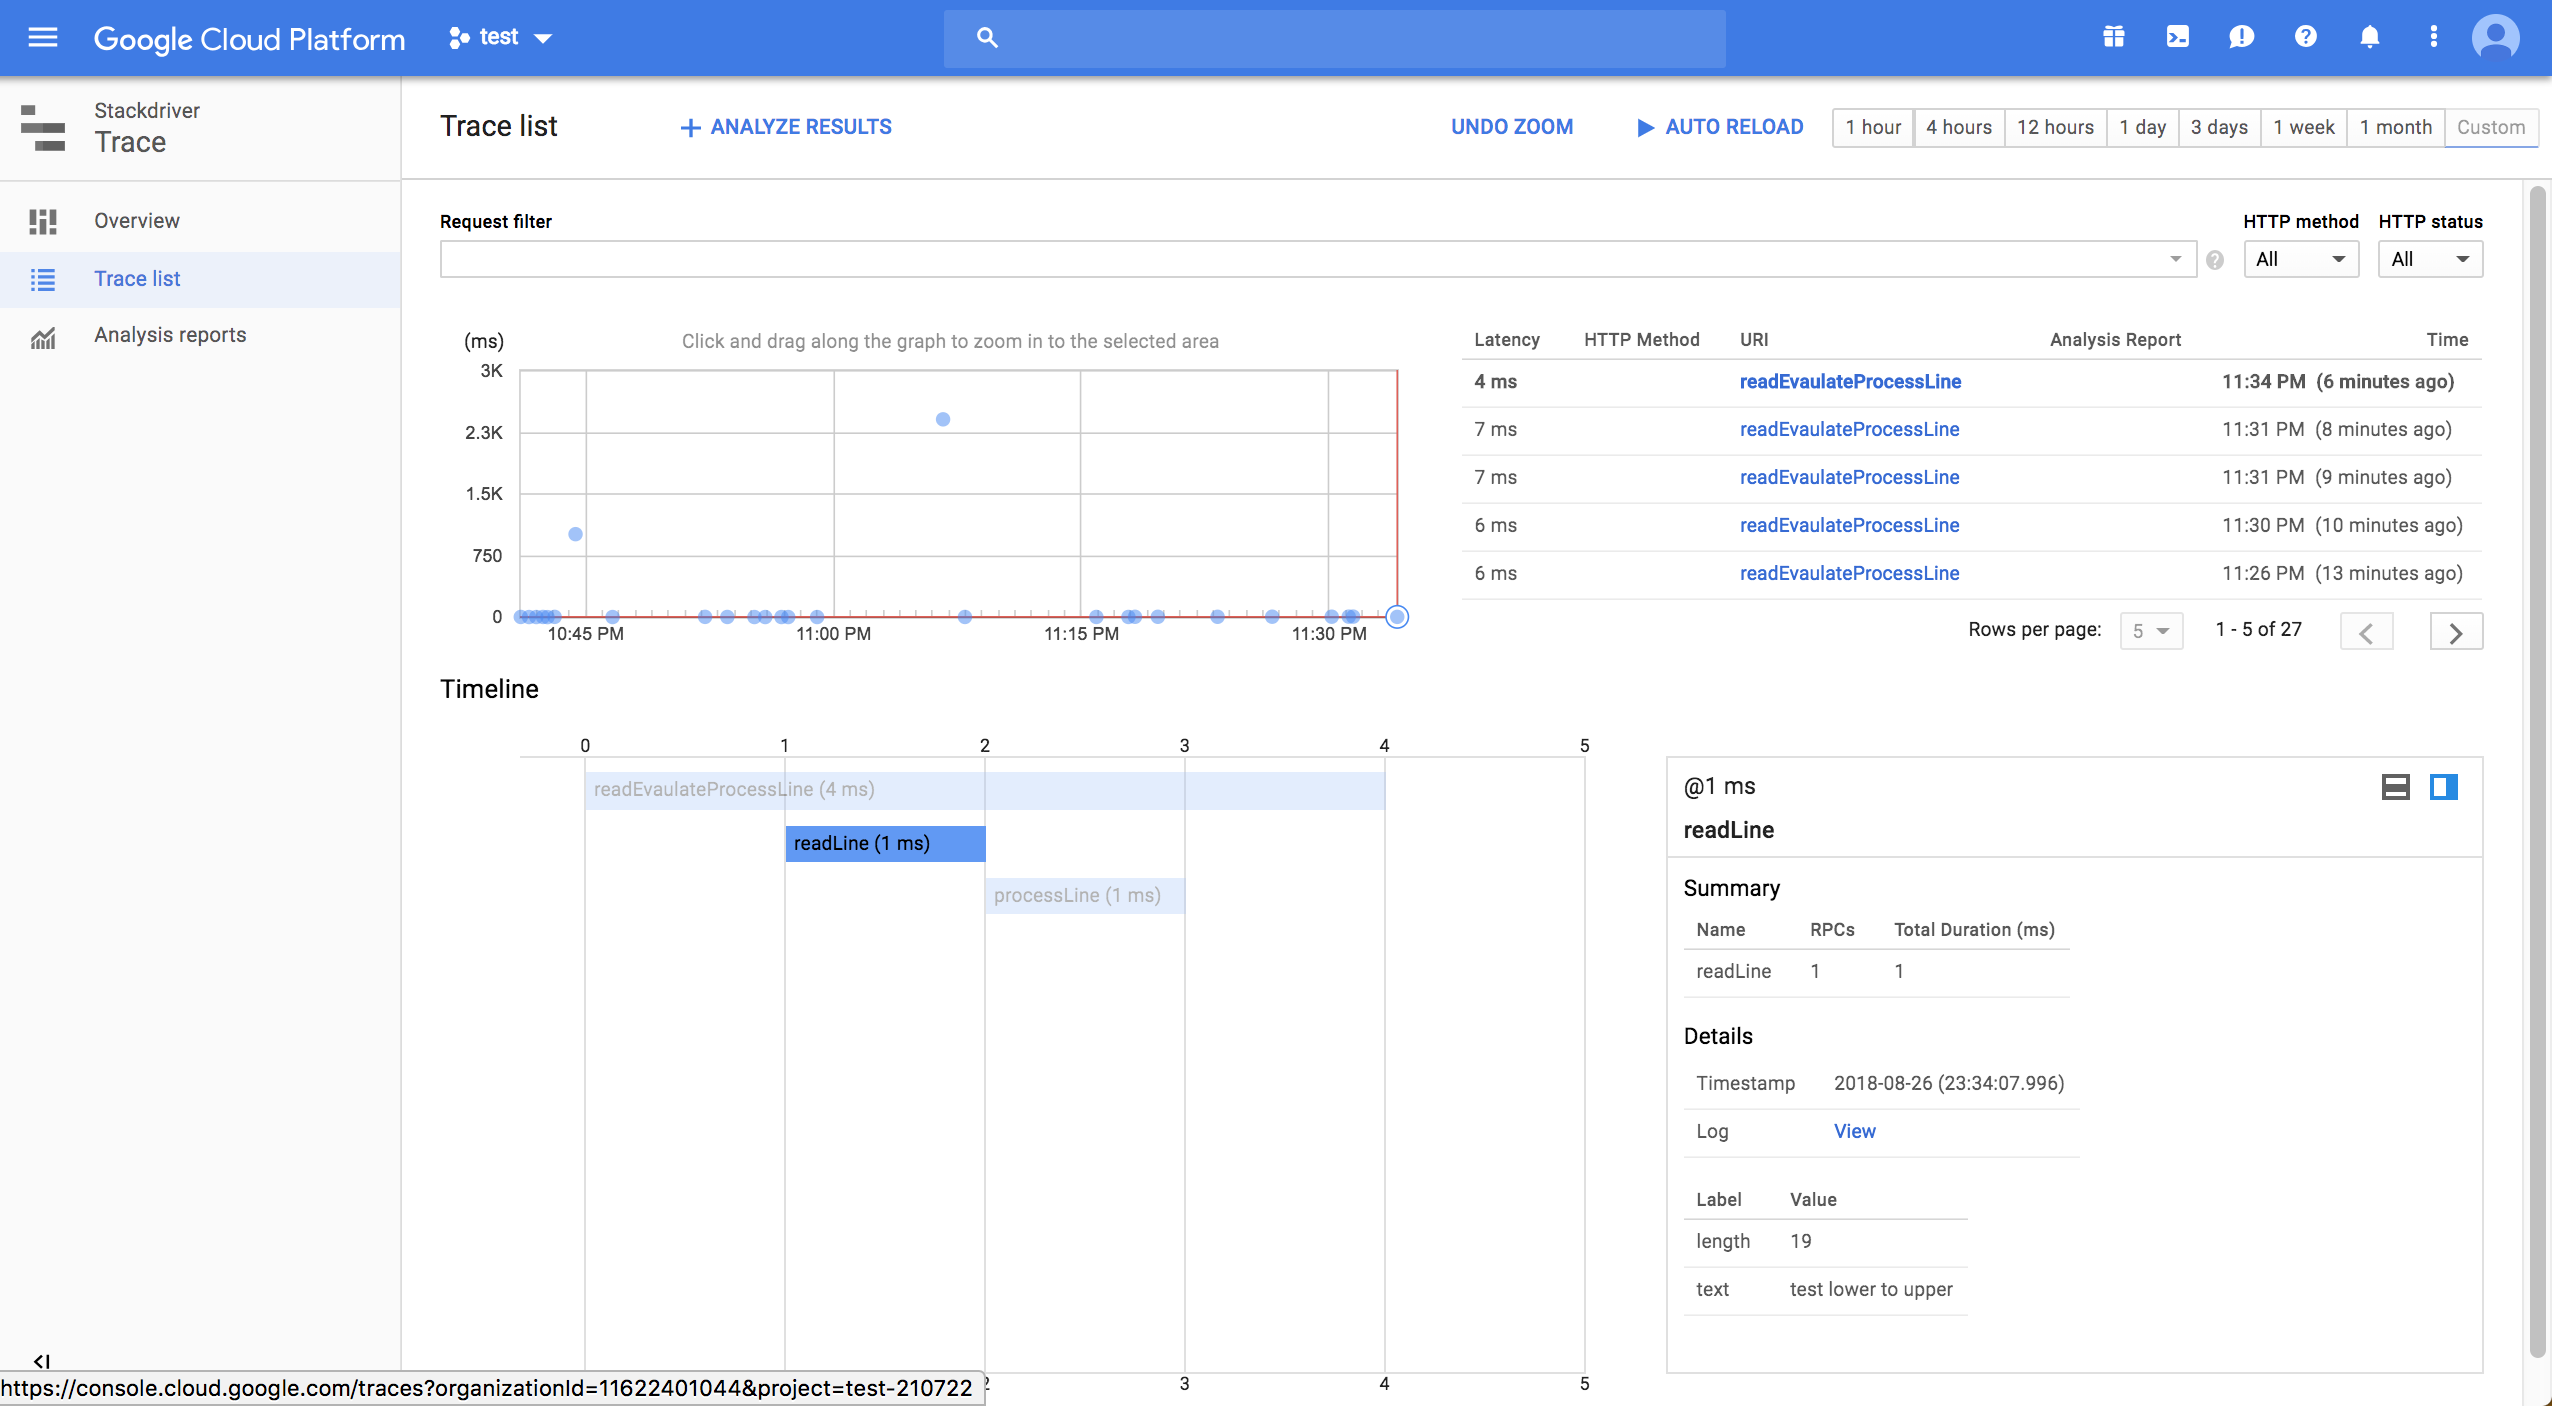 Google Cloud Platform test
Stackdriver
Trace
Overview
Trace list
Analysis reports
Trace list
ANALYZE RESULTS
UNDO ZOOM
AUTO RELOAD
1 hour 4 hours 12 hours 1 day 3 days 1 week 1 month Custom
Request filter
HTTP method HTTP status
All All
(ms)
Click and drag along the graph to zoom in to the selected area
3K
2.3K
1.5K
750
0
10:45 PM 11:00 PM 11:15 PM 11:30 PM
Latency HTTP Method URI Analysis Report Time
4 ms readEvaulateProcessLine 11:34 PM (6 minutes ago)
7 ms readEvaulateProcessLine 11:31 PM (8 minutes ago)
7 ms readEvaulateProcessLine 11:31 PM (9 minutes ago)
6 ms readEvaulateProcessLine 11:30 PM (10 minutes ago)
6 ms readEvaulateProcessLine 11:26 PM (13 minutes ago)
Rows per page: 5 1 - 5 of 27
Timeline
0 1 2 3 4 5
readEvaulateProcessLine (4 ms)
readLine (1 ms)
processLine (1 ms)
2 3 4 5
@1 ms
readLine
Summary
Name RPCs Total Duration (ms)
readLine 1 1
Details
Timestamp 2018-08-26 (23:34:07.996)
Log View
Label Value
length 19
text test lower to upper
https://console.cloud.google.com/traces?organizationId=11622401044&project=test-210722